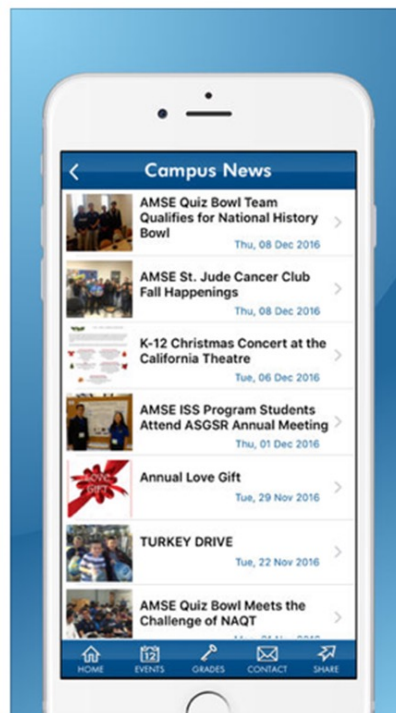 Campus News
AMSE Quiz Bowl Team
Qualifies for National History
Bowl
Thu, 08 Dec 2016
AMSE St. Jude Cancer Club
Fall Happenings
Thu, 08 Dec 2016
K-12 Christmas Concert at the
California Theatre
Tue, 06 Dec 2016
AMSE ISS Program Students
Attend ASGSR Annual Meeting
Thu, 01 Dec 2016
LOVE
GIFT
Annual Love Gift
Tue, 29 Nov 2016
TURKEY DRIVE
Tue, 22 Nov 2016
AMSE Quiz Bowl Meets the
Challenge of NAQT
12
HOME EVENTS GRADES CONTACT SHARE